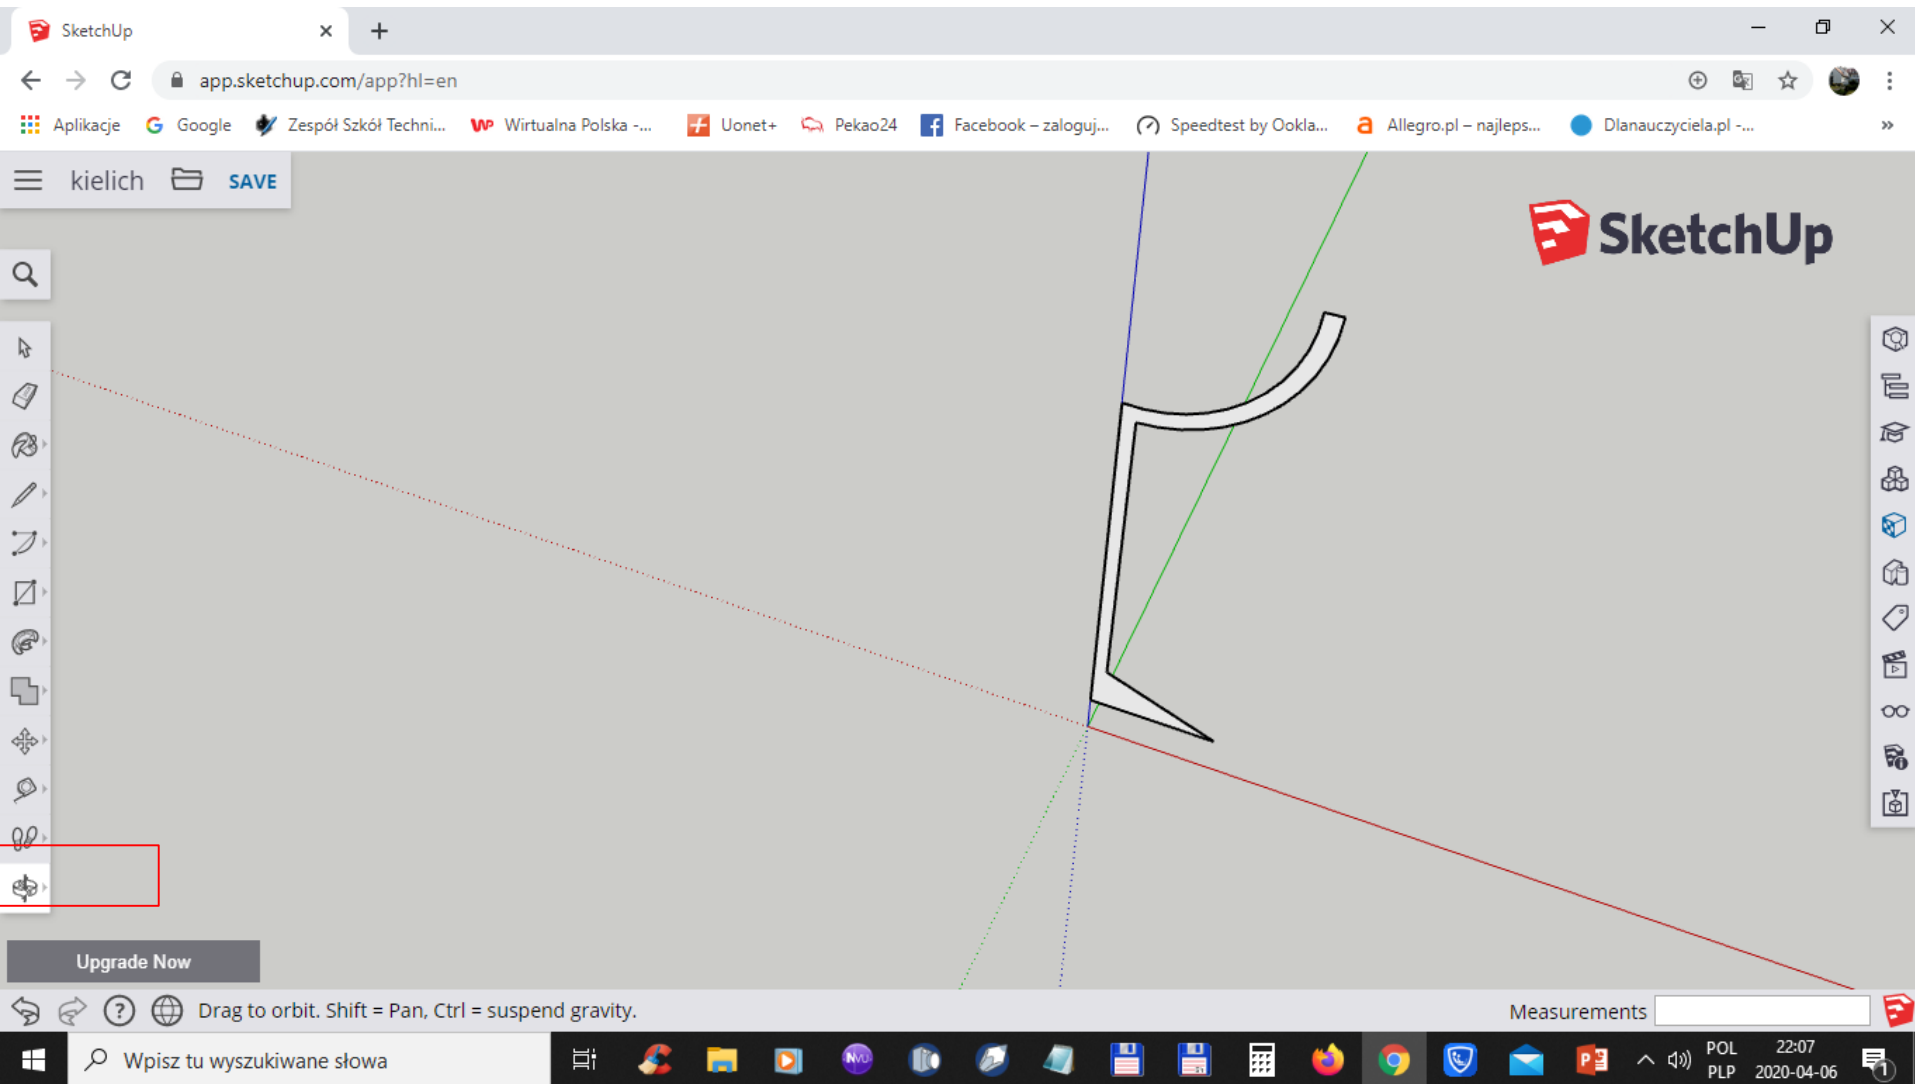 SketchUp
app.sketchup.com/app?hl=en
Aplikacje Google Zespół Szkół Techni... Wirtualna Polska -... Uonet+ Pekao24 Facebook – zaloguj... Speedtest by Ookla... Allegro.pl – najleps... Dlanauczyciela.pl -... »
kielich SAVE
SketchUp
Upgrade Now
Drag to orbit. Shift = Pan, Ctrl = suspend gravity.
Measurements
Wpisz tu wyszukiwane słowa
POL 22:07
PLP 2020-04-06
1